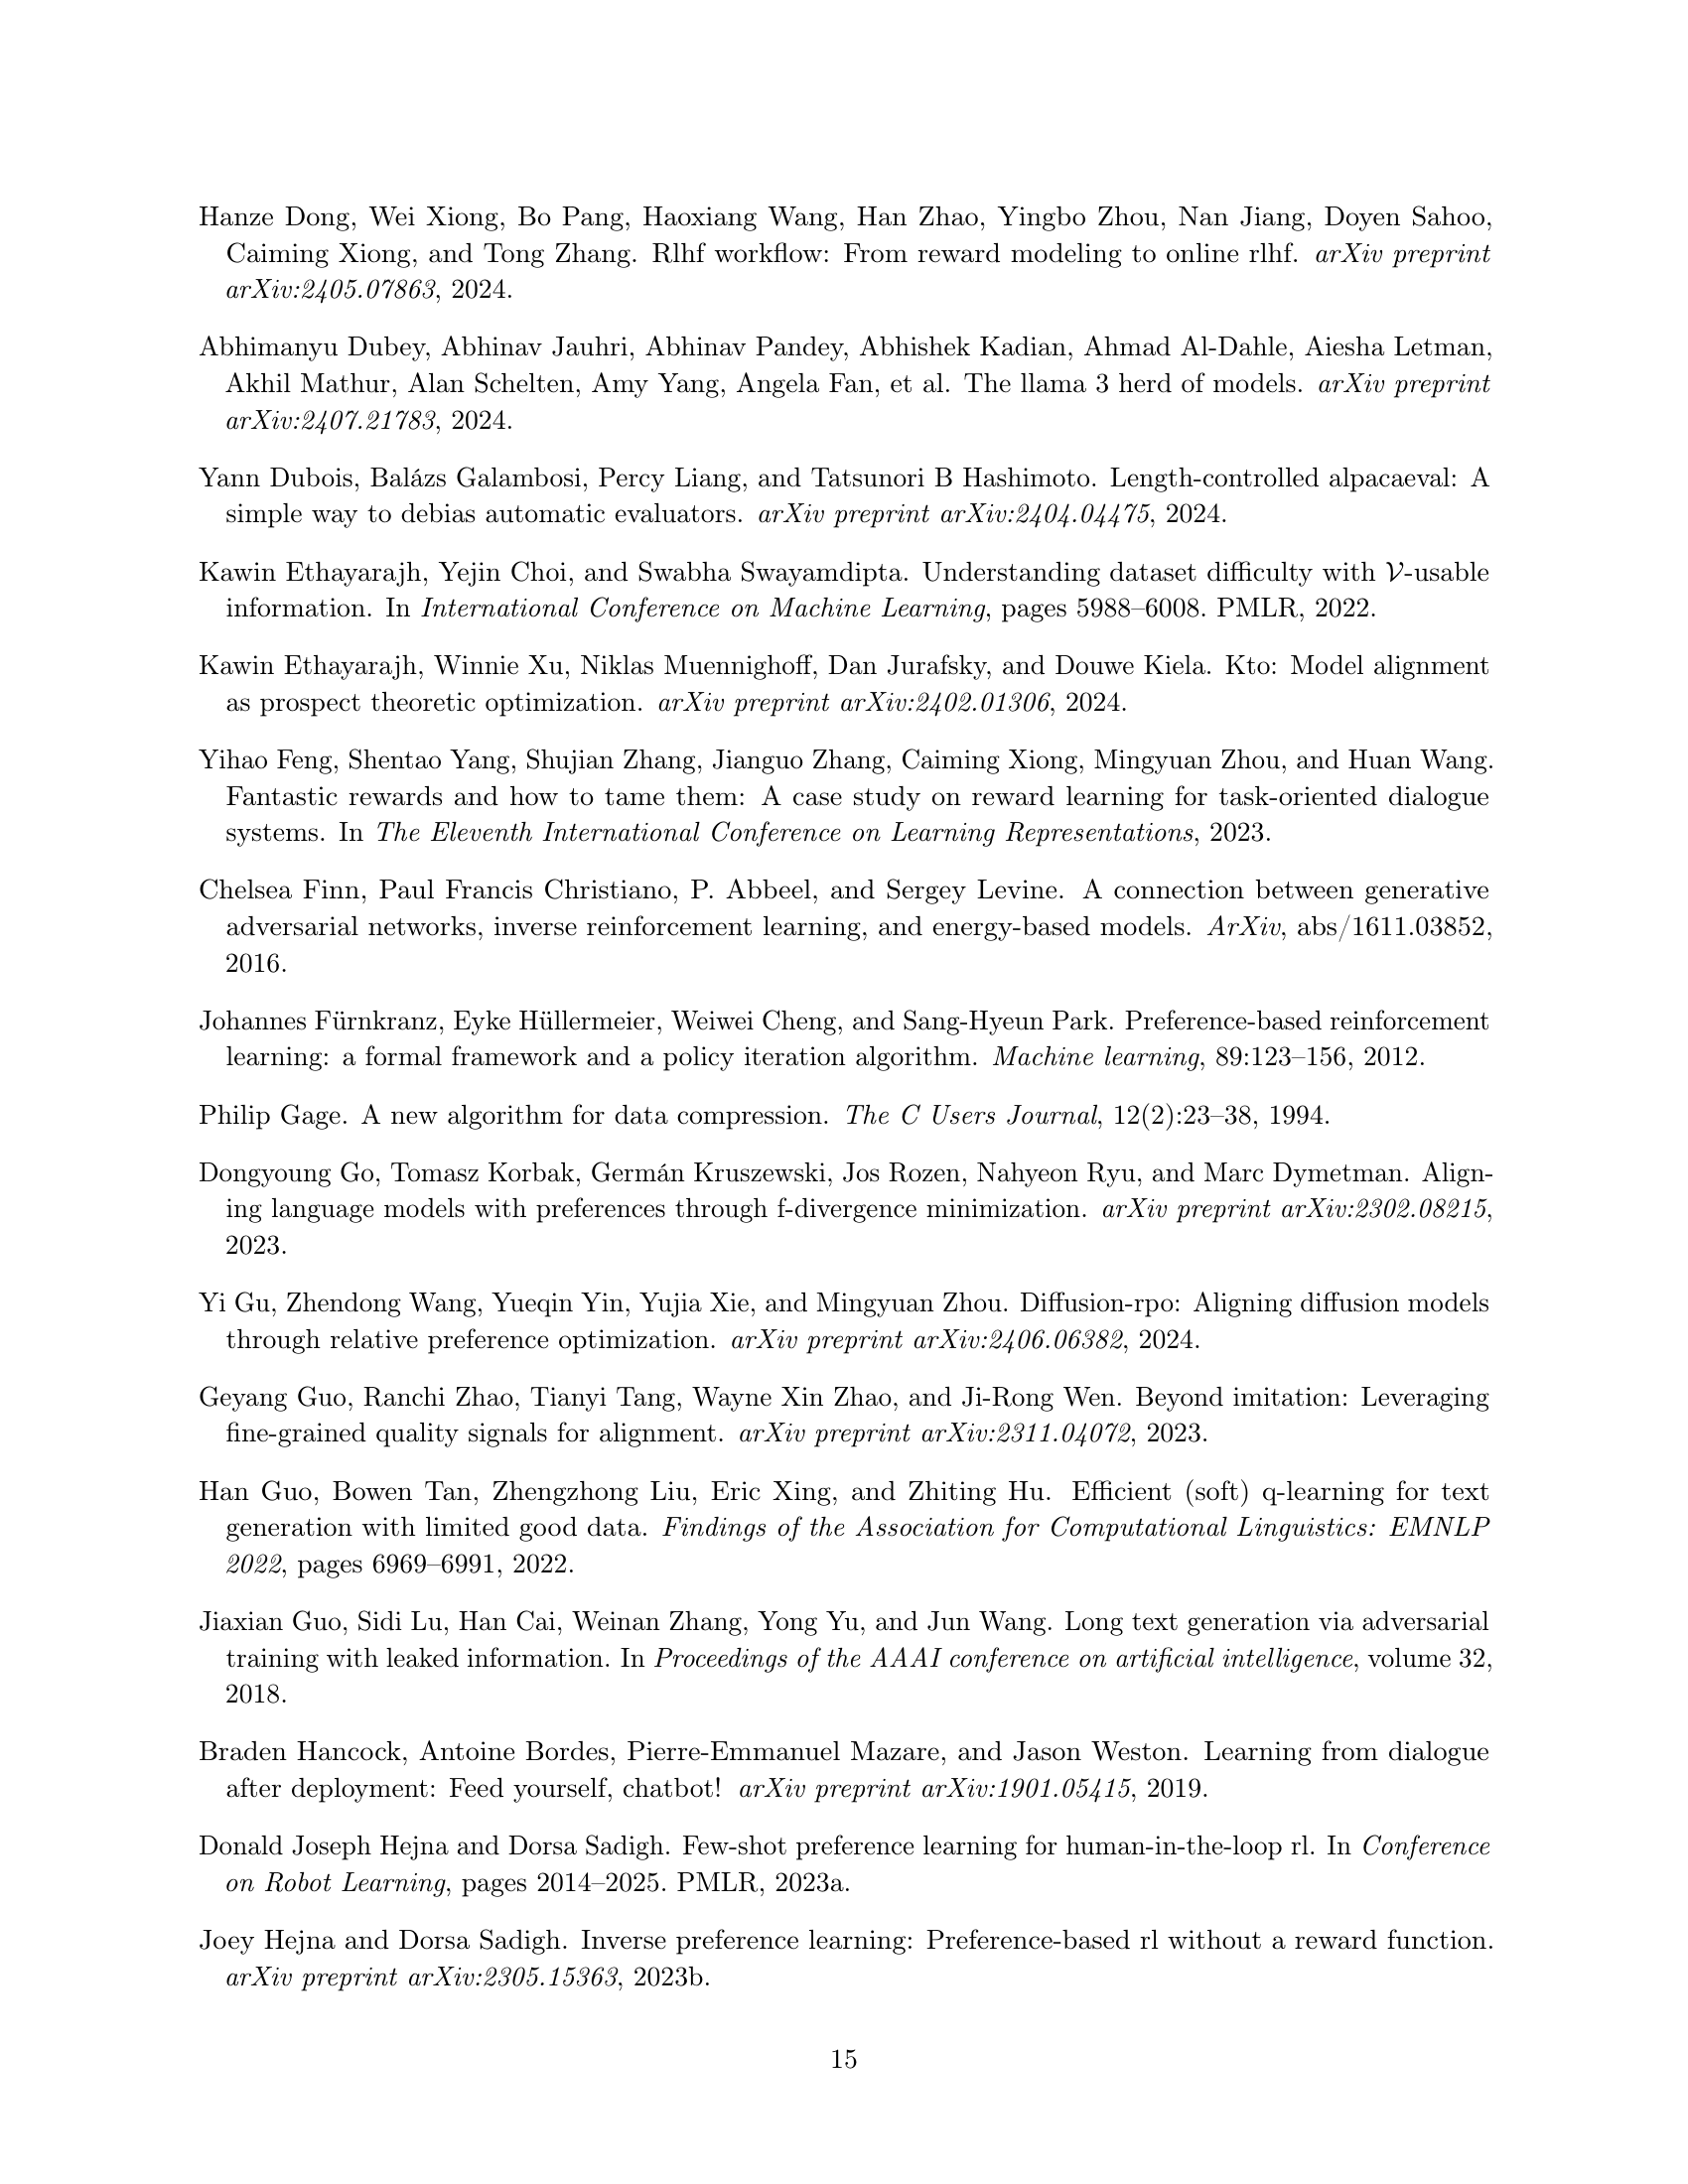 Hanze Dong, Wei Xiong, Bo Pang, Haoxiang Wang, Han Zhao, Yingbo Zhou, Nan Jiang, Doyen Sahoo,
Caiming Xiong, and Tong Zhang. Rlhf workflow: From reward modeling to online rlhf. arXiv preprint
arXiv:2405.07863, 2024.
Abhimanyu Dubey, Abhinav Jauhri, Abhinav Pandey, Abhishek Kadian, Ahmad Al-Dahle, Aiesha Letman,
Akhil Mathur, Alan Schelten, Amy Yang, Angela Fan, et al. The llama 3 herd of models. arXiv preprint
arXiv:2407.21783, 2024.
Yann Dubois, Balázs Galambosi, Percy Liang, and Tatsunori B Hashimoto. Length-controlled alpacaeval: A
simple way to debias automatic evaluators. arXiv preprint arXiv:2404.04475, 2024.
Kawin Ethayarajh, Yejin Choi, and Swabha Swayamdipta. Understanding dataset difficulty with 𝒱-usable
information. In International Conference on Machine Learning, pages 5988–6008. PMLR, 2022.
Kawin Ethayarajh, Winnie Xu, Niklas Muennighoff, Dan Jurafsky, and Douwe Kiela. Kto: Model alignment
as prospect theoretic optimization. arXiv preprint arXiv:2402.01306, 2024.
Yihao Feng, Shentao Yang, Shujian Zhang, Jianguo Zhang, Caiming Xiong, Mingyuan Zhou, and Huan Wang.
Fantastic rewards and how to tame them: A case study on reward learning for task-oriented dialogue
systems. In The Eleventh International Conference on Learning Representations, 2023.
Chelsea Finn, Paul Francis Christiano, P. Abbeel, and Sergey Levine. A connection between generative
adversarial networks, inverse reinforcement learning, and energy-based models. ArXiv, abs/1611.03852,
2016.
Johannes Fürnkranz, Eyke Hüllermeier, Weiwei Cheng, and Sang-Hyeun Park. Preference-based reinforcement
learning: a formal framework and a policy iteration algorithm. Machine learning, 89:123–156, 2012.
Philip Gage. A new algorithm for data compression. The C Users Journal, 12(2):23–38, 1994.
Dongyoung Go, Tomasz Korbak, Germán Kruszewski, Jos Rozen, Nahyeon Ryu, and Marc Dymetman. Align-
ing language models with preferences through f-divergence minimization. arXiv preprint arXiv:2302.08215,
2023.
Yi Gu, Zhendong Wang, Yueqin Yin, Yujia Xie, and Mingyuan Zhou. Diffusion-rpo: Aligning diffusion models
through relative preference optimization. arXiv preprint arXiv:2406.06382, 2024.
Geyang Guo, Ranchi Zhao, Tianyi Tang, Wayne Xin Zhao, and Ji-Rong Wen. Beyond imitation: Leveraging
fine-grained quality signals for alignment. arXiv preprint arXiv:2311.04072, 2023.
Han Guo, Bowen Tan, Zhengzhong Liu, Eric Xing, and Zhiting Hu. Efficient (soft) q-learning for text
generation with limited good data. Findings of the Association for Computational Linguistics: EMNLP
2022, pages 6969–6991, 2022.
Jiaxian Guo, Sidi Lu, Han Cai, Weinan Zhang, Yong Yu, and Jun Wang. Long text generation via adversarial
training with leaked information. In Proceedings of the AAAI conference on artificial intelligence, volume 32,
2018.
Braden Hancock, Antoine Bordes, Pierre-Emmanuel Mazare, and Jason Weston. Learning from dialogue
after deployment: Feed yourself, chatbot! arXiv preprint arXiv:1901.05415, 2019.
Donald Joseph Hejna and Dorsa Sadigh. Few-shot preference learning for human-in-the-loop rl. In Conference
on Robot Learning, pages 2014–2025. PMLR, 2023a.
Joey Hejna and Dorsa Sadigh. Inverse preference learning: Preference-based rl without a reward function.
arXiv preprint arXiv:2305.15363, 2023b.
15